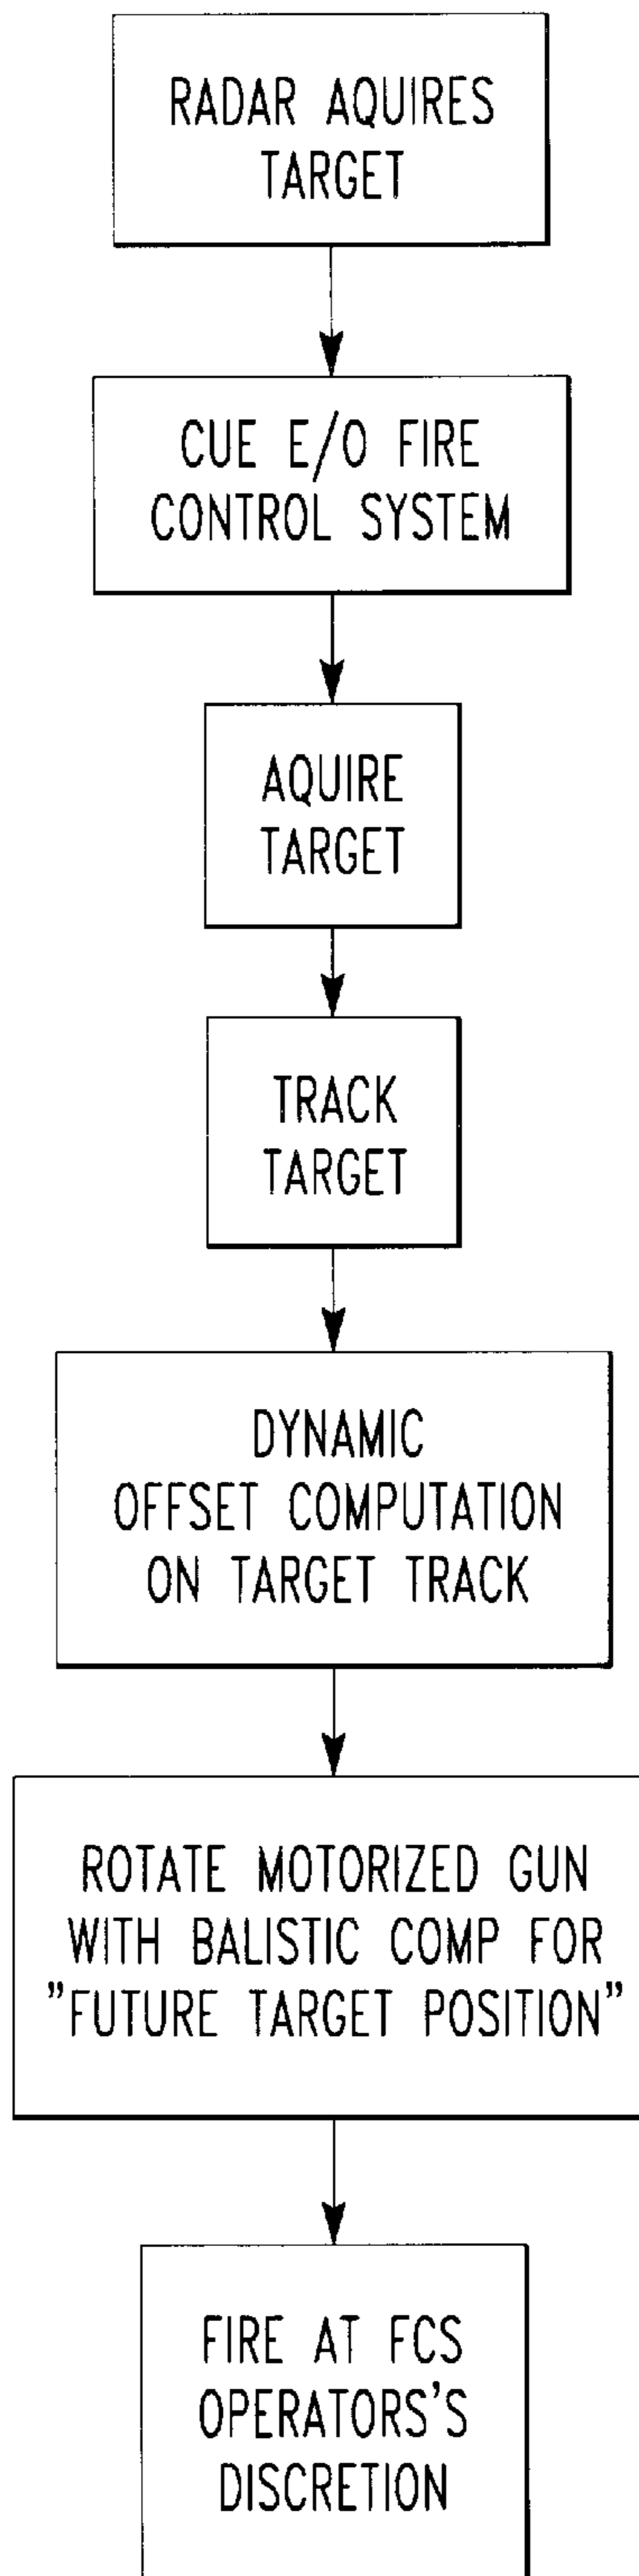 RADAR AQUIRES
TARGET
CUE E/O FIRE
CONTROL SYSTEM
AQUIRE
TARGET
TRACK
TARGET
DYNAMIC
OFFSET COMPUTATION
ON TARGET TRACK
ROTATE MOTORIZED GUN
WITH BALISTIC COMP FOR
"FUTURE TARGET POSITION"
FIRE AT FCS
OPERATORS'S
DISCRETION